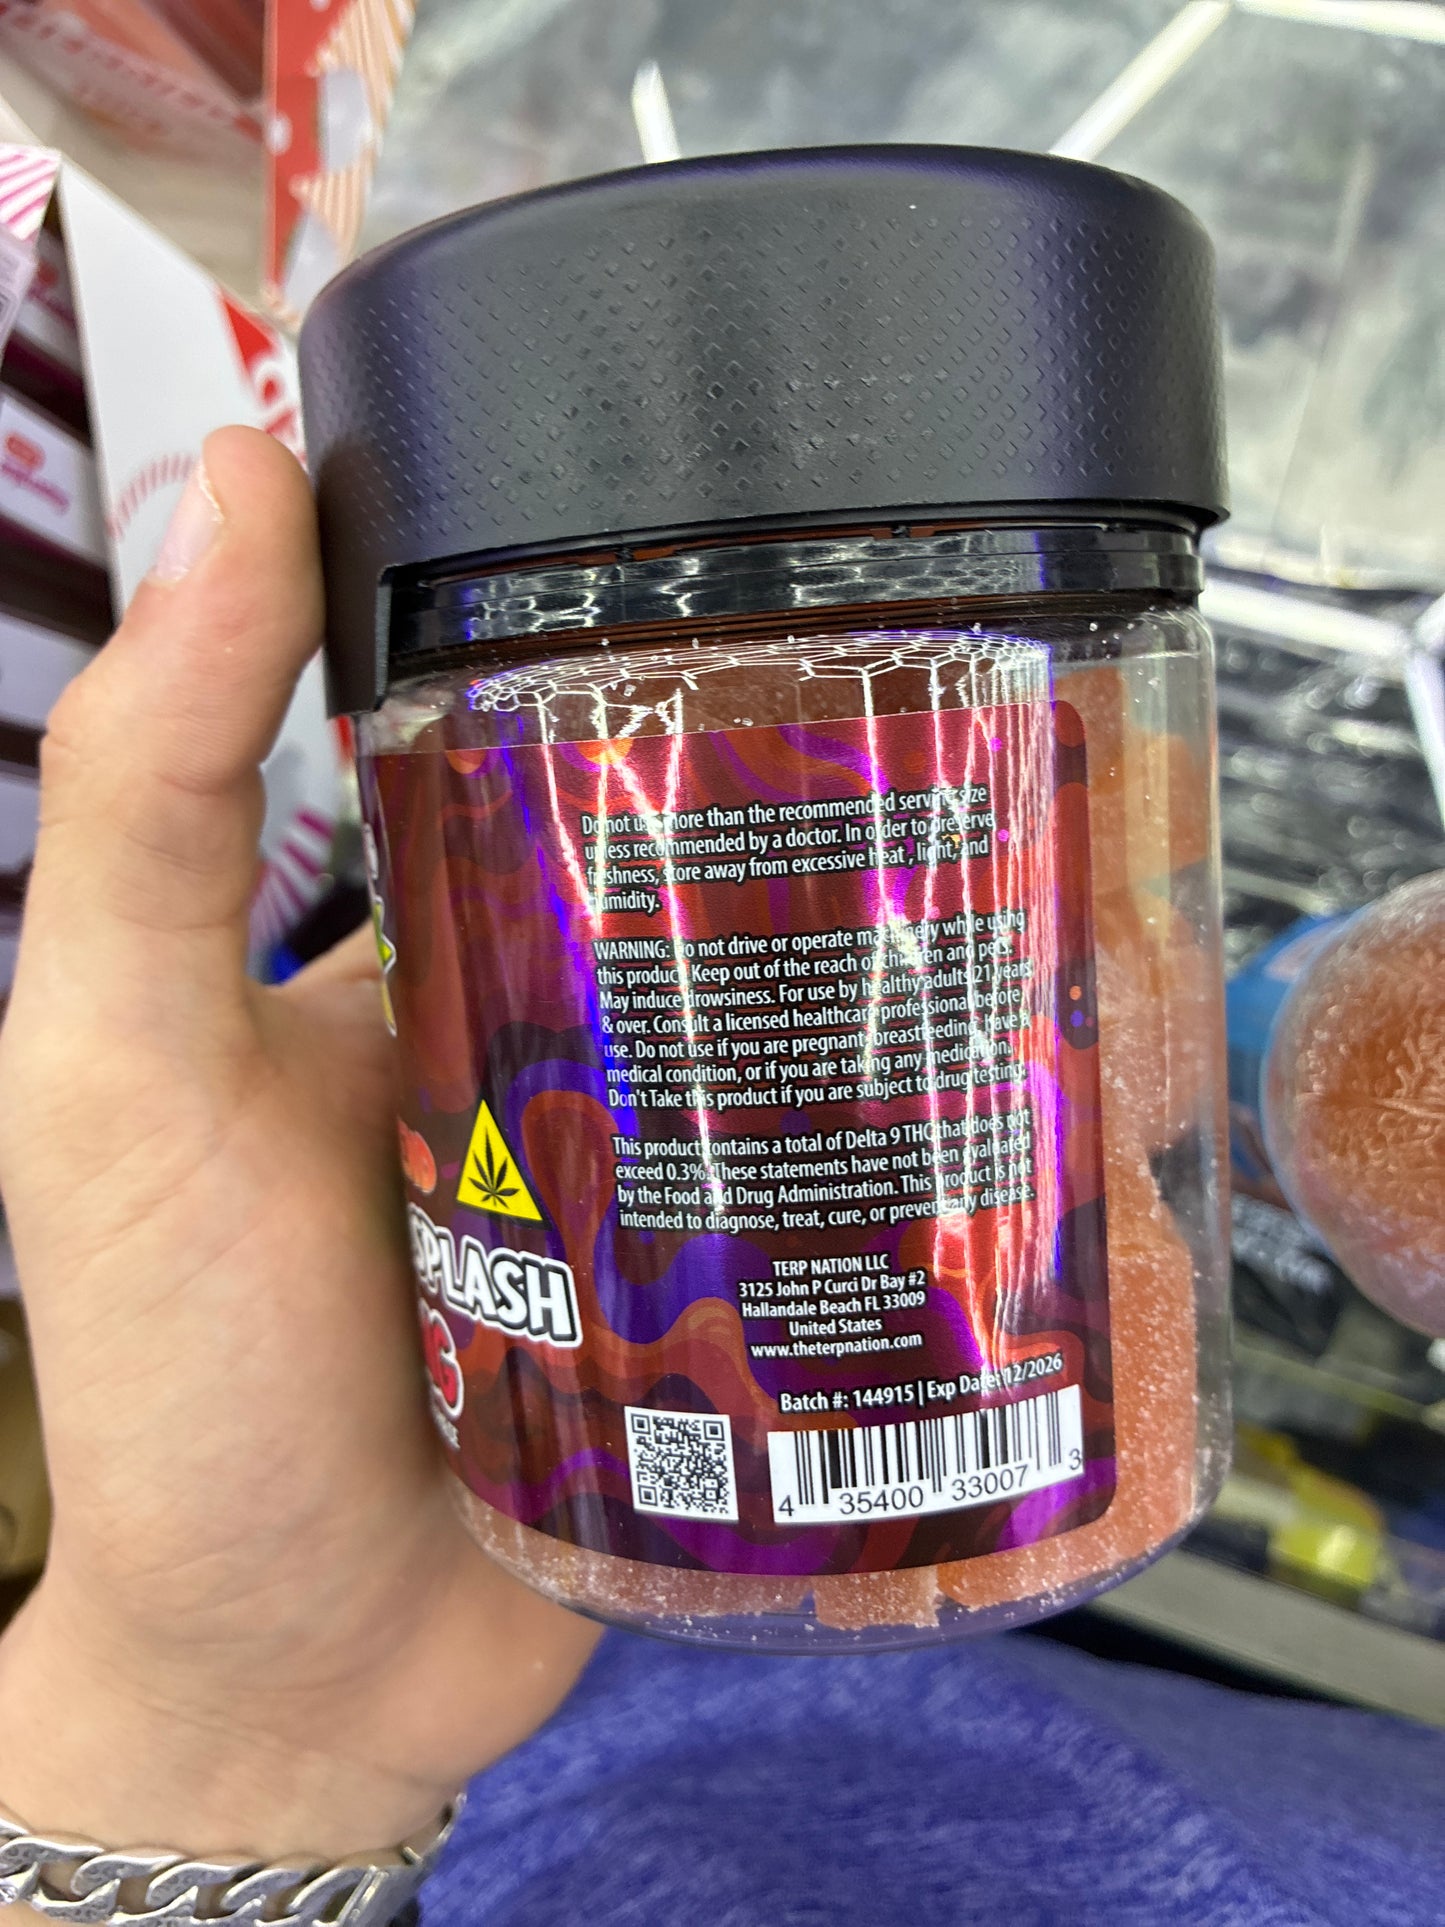 Do not use more than the recommended serving size
unless recommended by a doctor. In order to preserve
freshness, store away from excessive heat , light, and
humidity.
WARNING: Do not drive or operate machinery while using
this product. Keep out of the reach of children and pets.
May induce drowsiness. For use by healthy adults 21 years
& over. Consult a licensed healthcare professional before
use. Do not use if you are pregnant, breastfeeding, have a
medical condition, or if you are taking any medication.
Don't Take this product if you are subject to drug testing.
This product contains a total of Delta 9 THC that does not
exceed 0.3%. These statements have not been evaluated
by the Food and Drug Administration. This product is not
intended to diagnose, treat, cure, or prevent any disease.
TERP NATION LLC
3125 John P Curci Dr Bay #2
Hallandale Beach FL 33009
United States
www.theterpnation.com
Batch #: 144915 | Exp Date: 12/2026
4 35400 33007 3
SPLASH